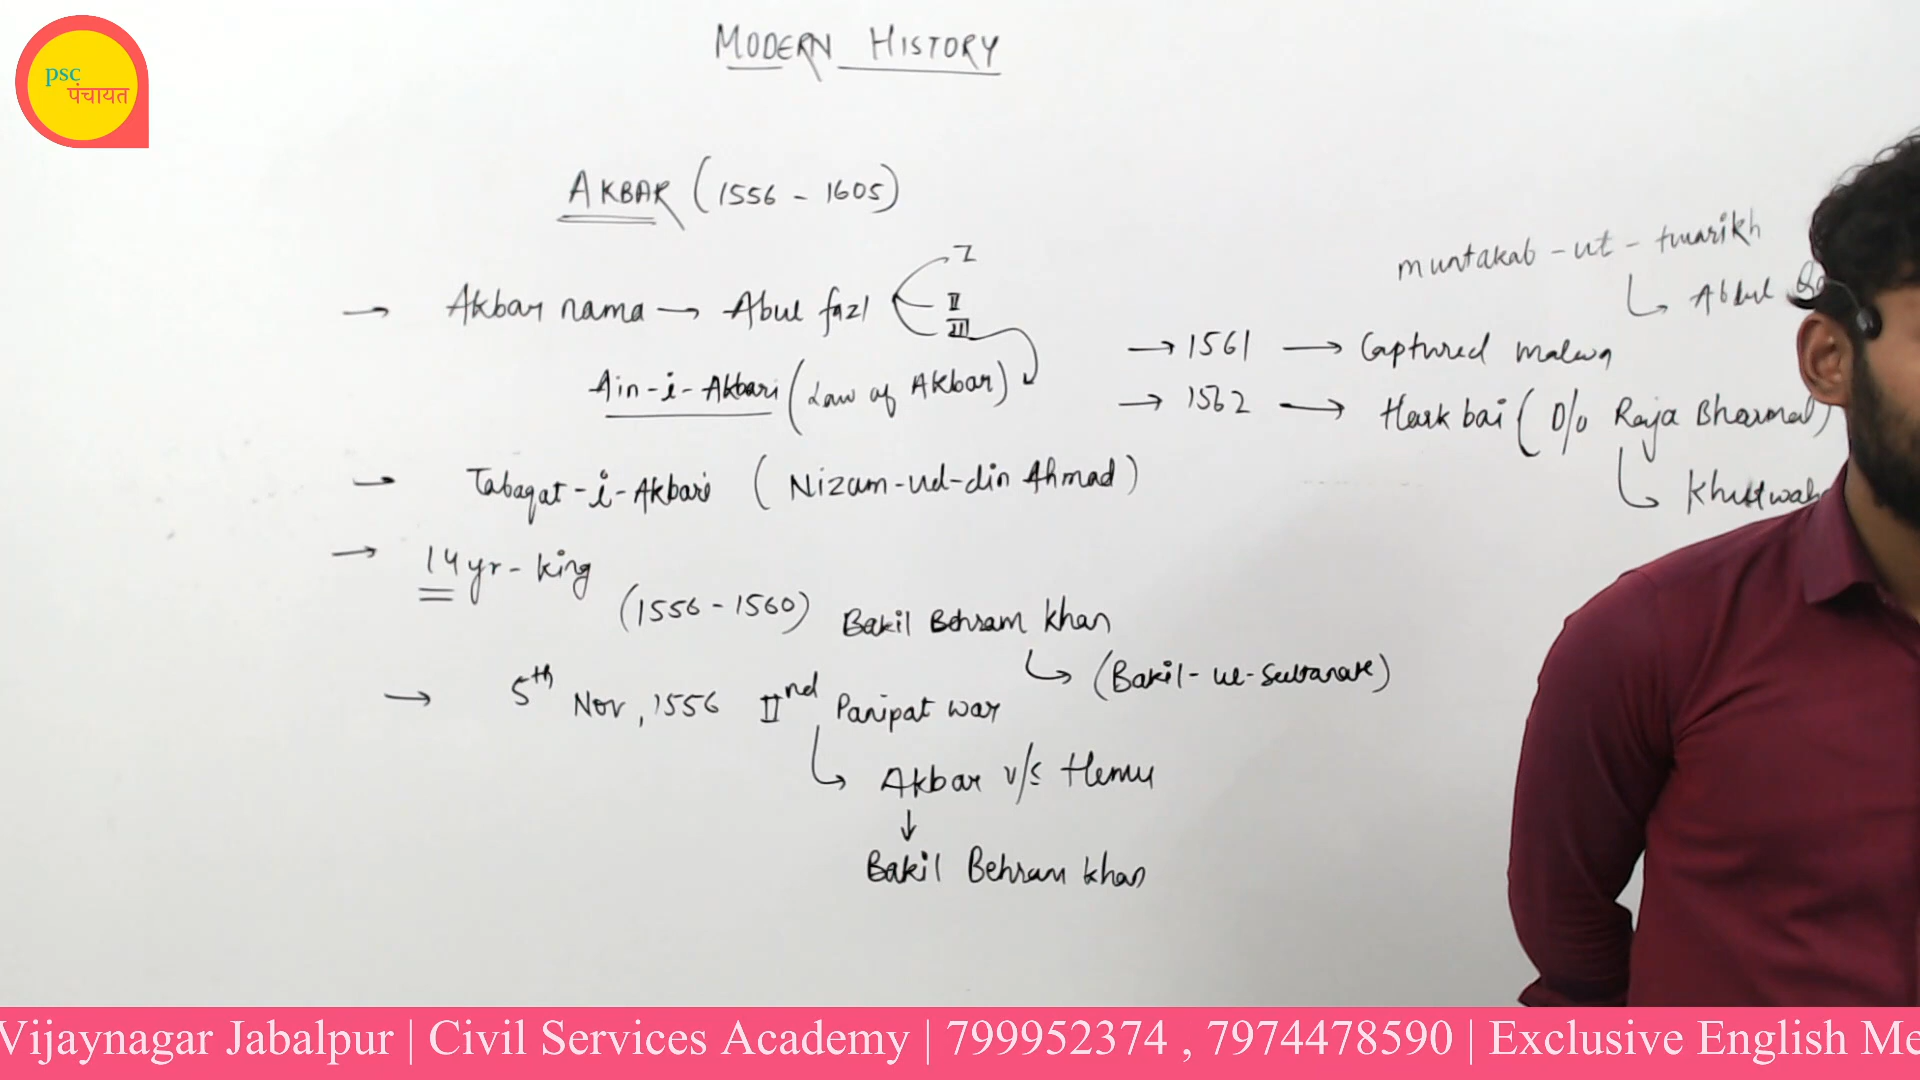 psc
पंचायत
MODERN HISTORY
AKBAR (1556 - 1605)
→ Akbar nama → Abul fazl
I
II
III
Ain-i-Akbari (Law of Akbar)
→ Tabaqat-i-Akbari (Nizam-ud-din Ahmad)
→ 14 yr - king
(1556 - 1560) Bakil Behram Khan
(Bakil-ul-Sultanate)
→ 5th Nov, 1556 IInd Panipat war
Akbar v/s Hemu
Bakil Behram Khan
muntakab - ut - twarikh
Abdul
→ 1561 → Captured malwa
→ 1562 → Hark bai ( D/o Raja Bharmal)
Vijaynagar Jabalpur | Civil Services Academy | 799952374 , 7974478590 | Exclusive English Me